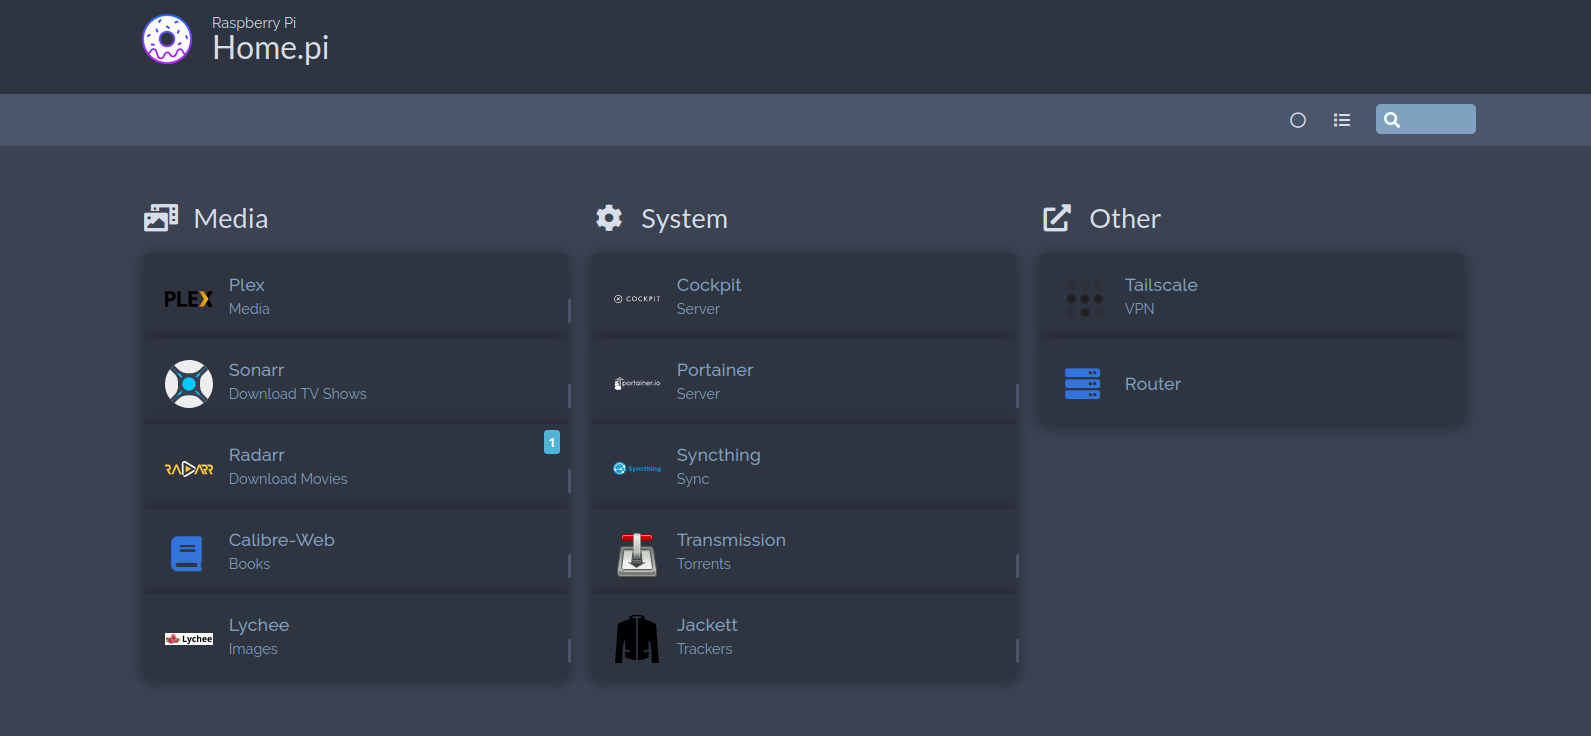 Raspberry Pi
Home.pi
Media
PLEX
Plex
Media
Sonarr
Download TV Shows
RADARR
Radarr
1
Download Movies
Calibre-Web
Books
Lychee
Lychee
Images
System
COCKPIT
Cockpit
Server
portainer.io
Portainer
Server
Syncthing
Syncthing
Sync
Transmission
Torrents
Jackett
Trackers
Other
Tailscale
VPN
Router